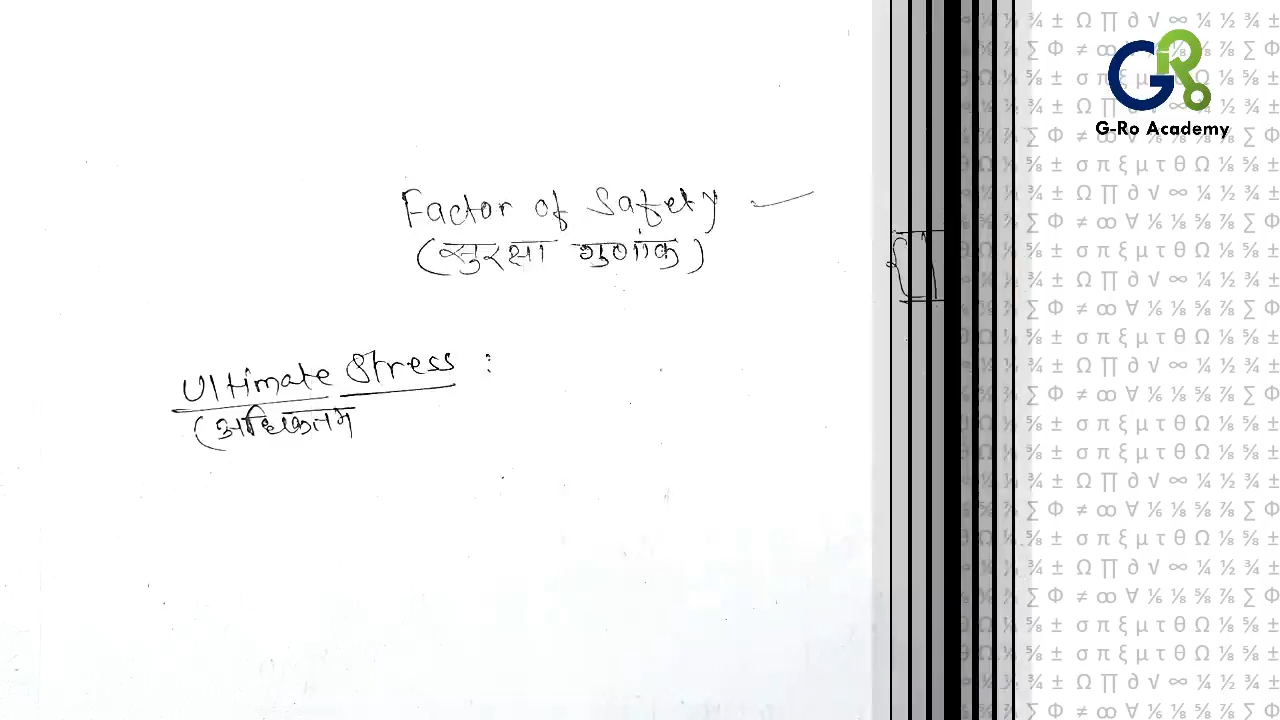 G-Ro Academy
Factor of Safety
(सुरक्षा गुणांक)
Ultimate Stress :
(अधिकतम